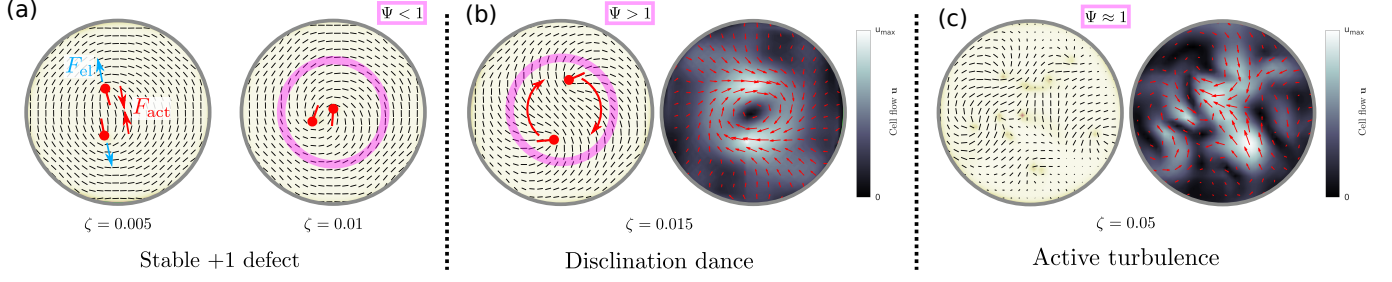 (a)
Ψ < 1
F_el
F_act
ζ = 0.005
ζ = 0.01
Stable +1 defect
(b)
Ψ > 1
u_max
Cell flow u
0
ζ = 0.015
Disclination dance
(c)
Ψ ≈ 1
u_max
Cell flow u
0
ζ = 0.05
Active turbulence